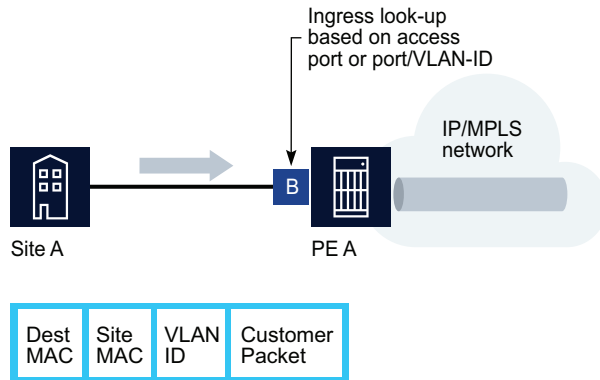 Ingress look-up
based on access
port or port/VLAN-ID
IP/MPLS
network
B
Site A
PE A
Dest
MAC
Site
MAC
VLAN
ID
Customer
Packet